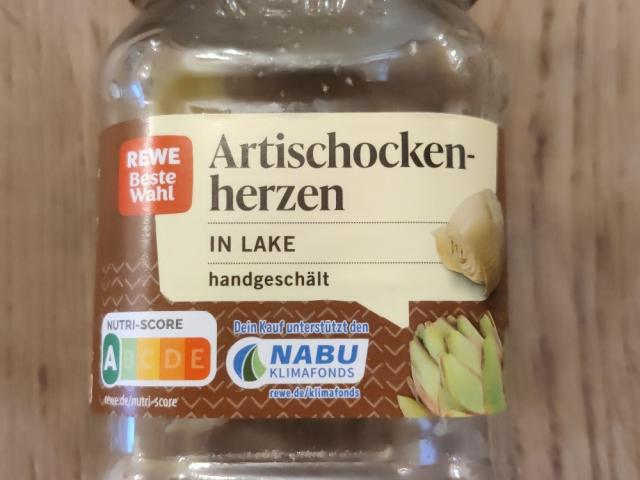 REWE
Beste
Wahl
Artischocken-
herzen
IN LAKE
handgeschält
NUTRI-SCORE
A B C D E
rewe.de/nutri-score
Dein Kauf unterstützt den
NABU
KLIMAFONDS
rewe.de/klimafonds